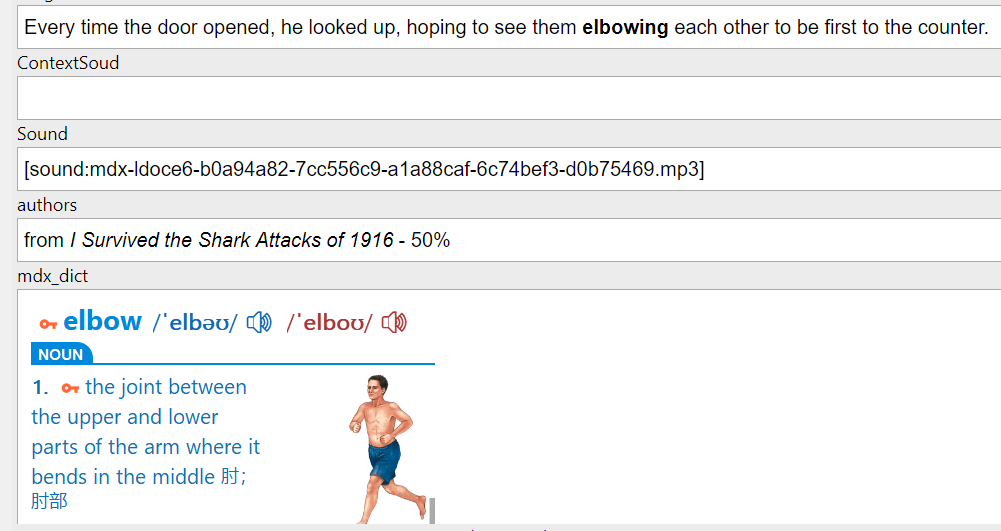 Every time the door opened, he looked up, hoping to see them elbowing each other to be first to the counter.
ContextSoud
Sound
[sound:mdx-ldoce6-b0a94a82-7cc556c9-a1a88caf-6c74bef3-d0b75469.mp3]
authors
from I Survived the Shark Attacks of 1916 - 50%
mdx_dict
elbow /ˈelbəʊ/ /ˈelboʊ/
NOUN
1. the joint between
the upper and lower
parts of the arm where it
bends in the middle 肘;
肘部